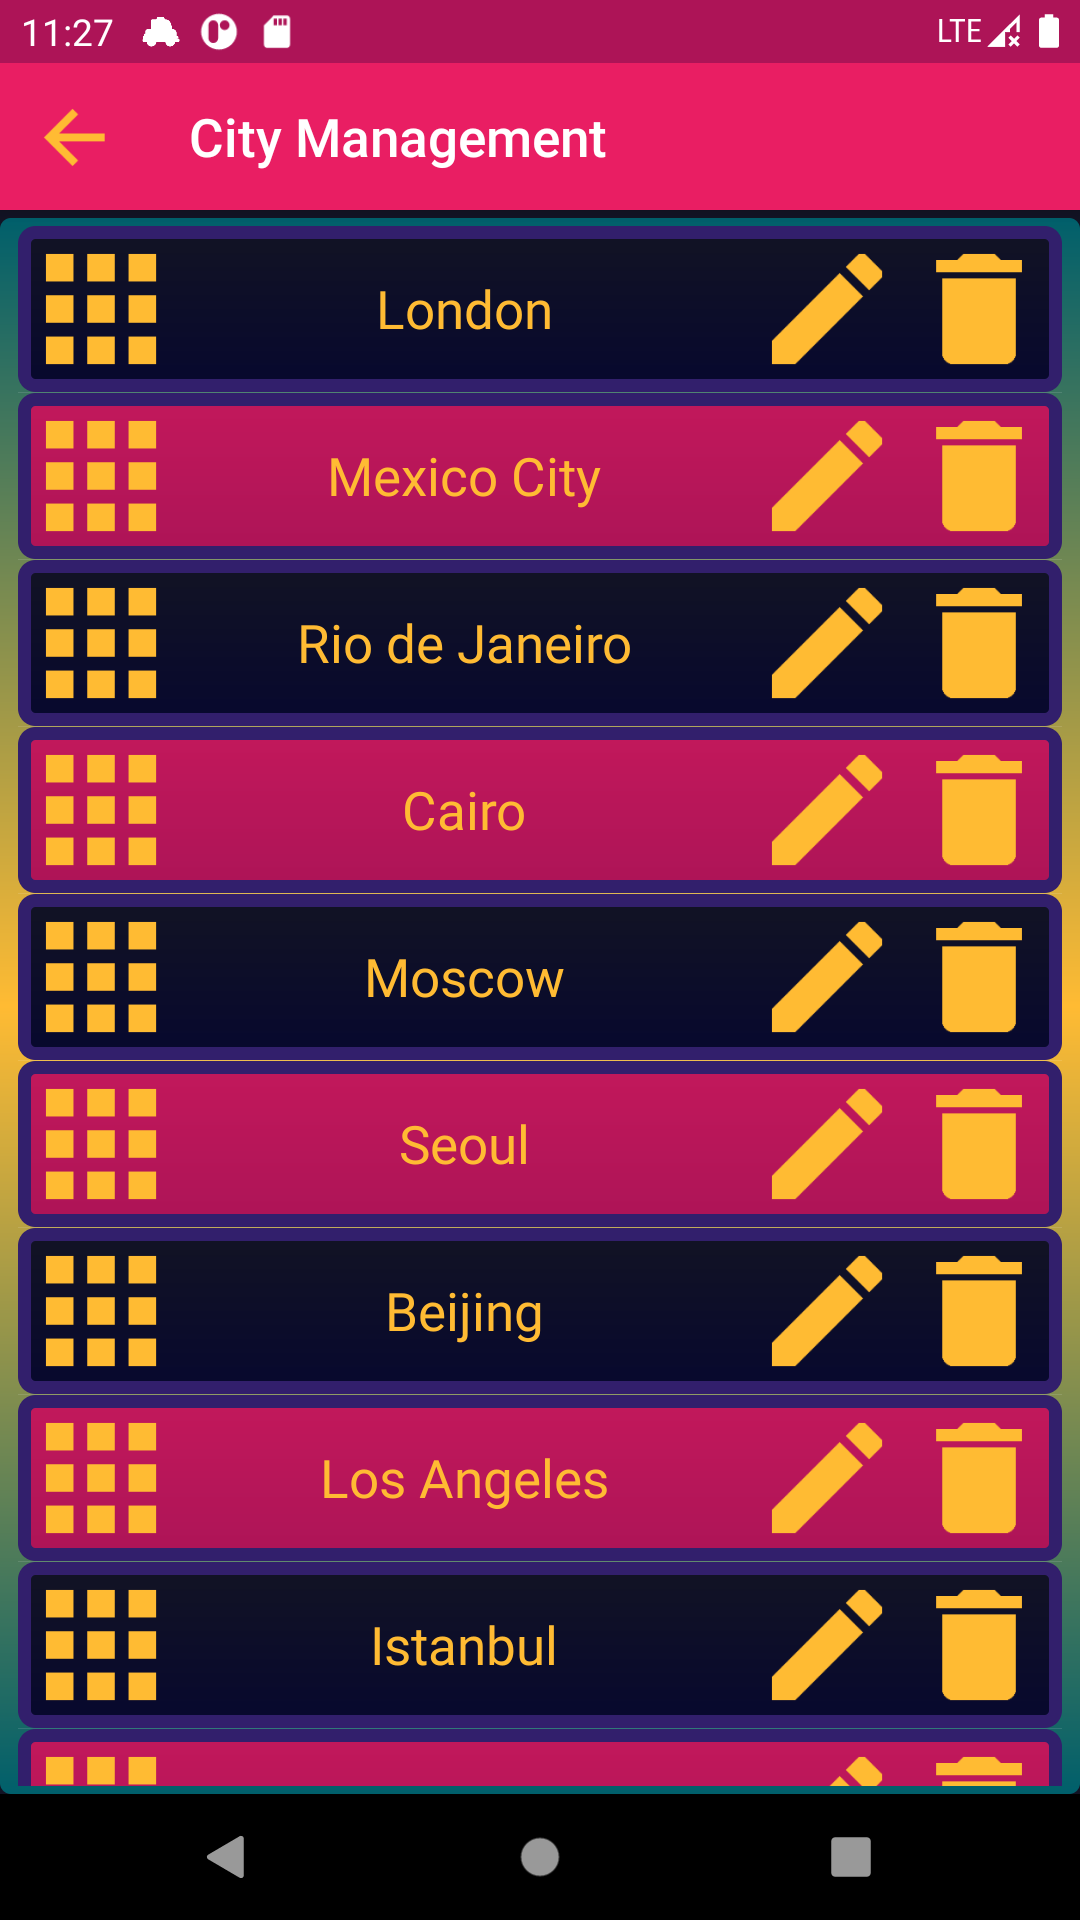 11:27
LTE
City Management
London
Mexico City
Rio de Janeiro
Cairo
Moscow
Seoul
Beijing
Los Angeles
Istanbul